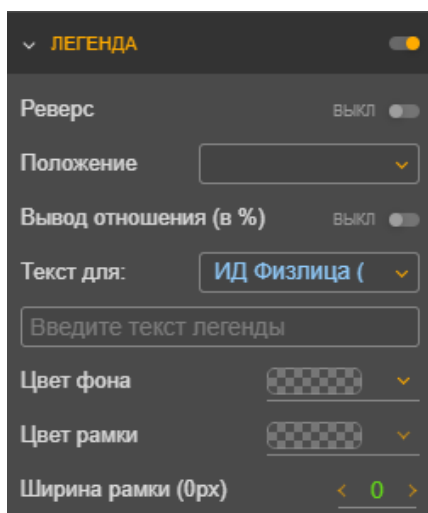 ЛЕГЕНДА
Реверс ВЫКЛ
Положение
Вывод отношения (в %) ВЫКЛ
Текст для: ИД Физлица (
Введите текст легенды
Цвет фона
Цвет рамки
Ширина рамки (0px) < 0 >